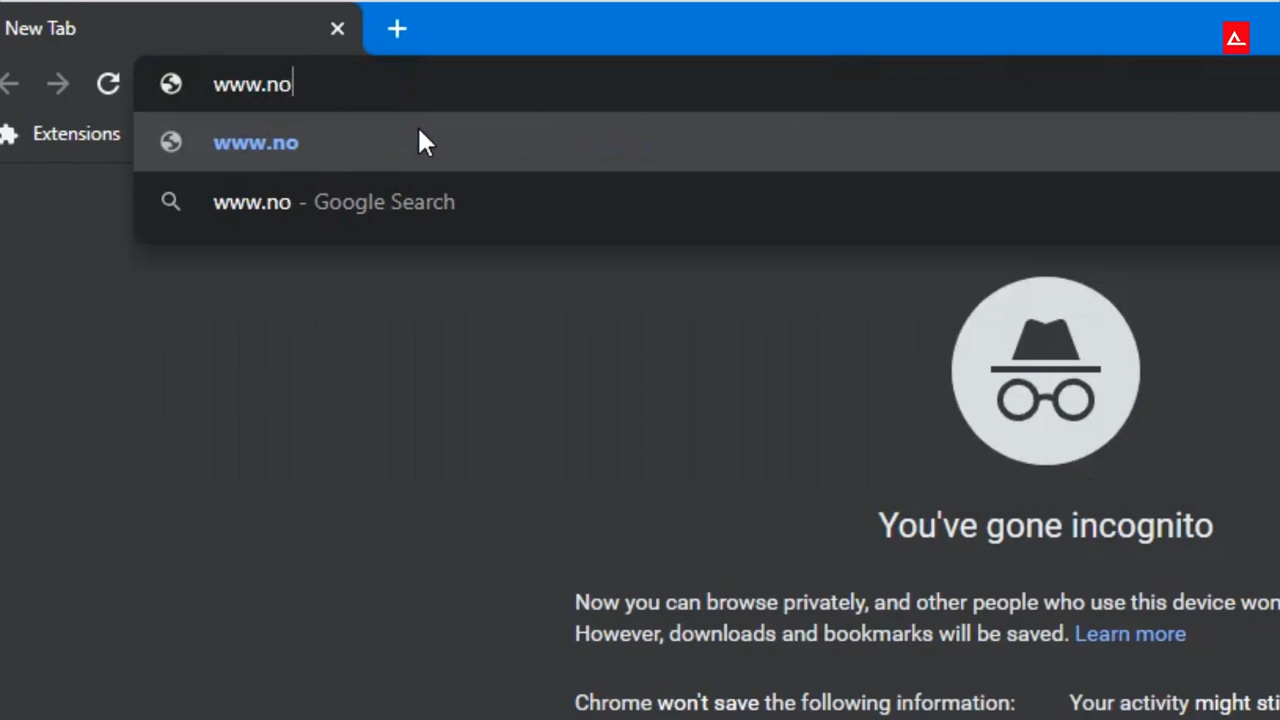 New Tab
www.no
Extensions
www.no
www.no - Google Search
You've gone incognito
Now you can browse privately, and other people who use this device
However, downloads and bookmarks will be saved. Learn more
Chrome won't save the following information:
Your activity might